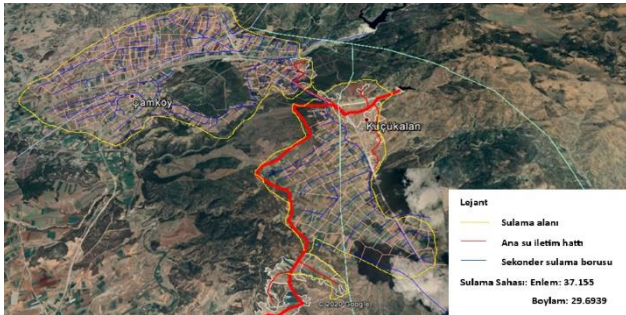 Çamköy
Küçükalan
© 2020 Google
Lejant
Sulama alanı
Ana su iletim hattı
Sekonder sulama borusu
Sulama Sahası: Enlem: 37.155
Boylam: 29.6939